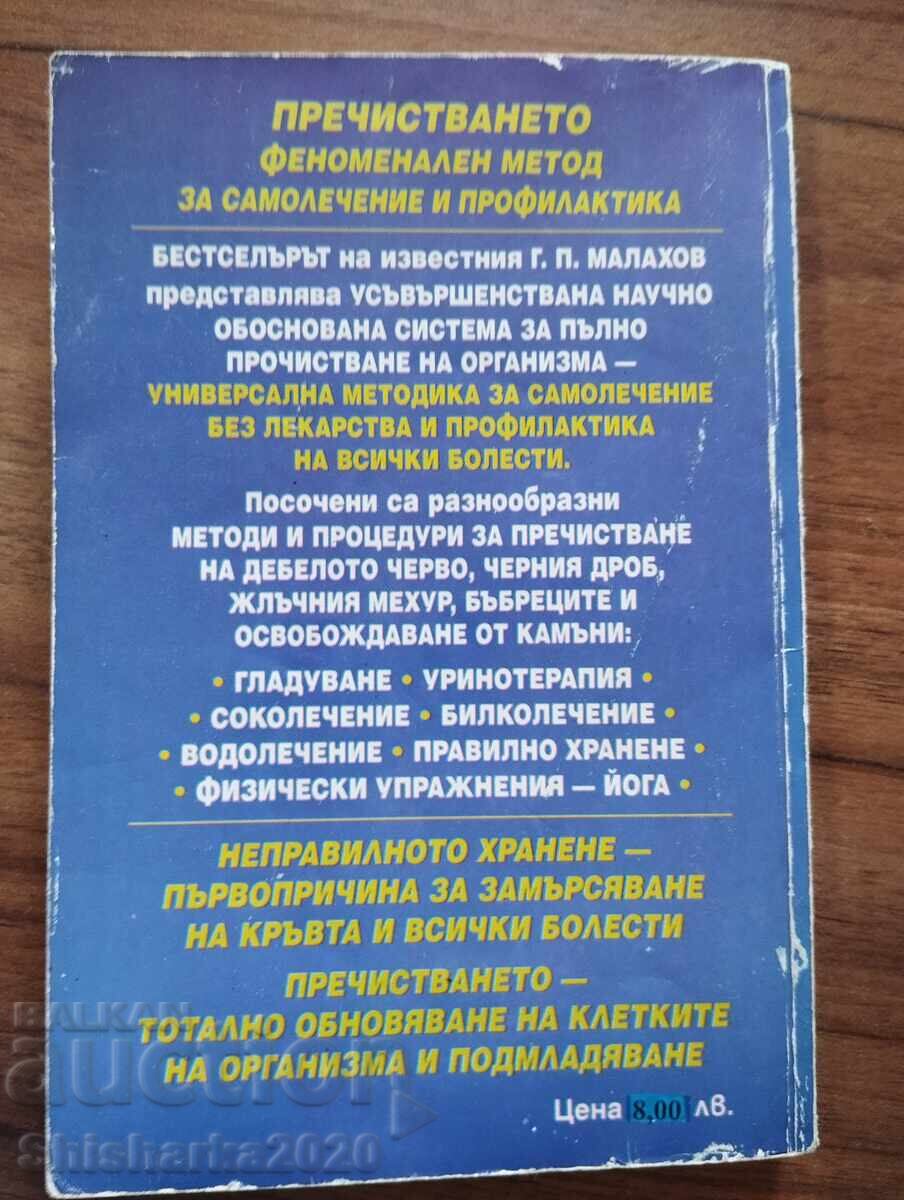 ПРЕЧИСТВАНЕТО
ФЕНОМЕНАЛЕН МЕТОД
ЗА САМОЛЕЧЕНИЕ И ПРОФИЛАКТИКА
БЕСТСЕЛЪРЪТ на известния Г. П. МАЛАХОВ
представлява УСЪВЪРШЕНСТВАНА НАУЧНО
ОБОСНОВАНА СИСТЕМА ЗА ПЪЛНО
ПРОЧИСТВАНЕ НА ОРГАНИЗМА —
УНИВЕРСАЛНА МЕТОДИКА ЗА САМОЛЕЧЕНИЕ
БЕЗ ЛЕКАРСТВА И ПРОФИЛАКТИКА
НА ВСИЧКИ БОЛЕСТИ.
Посочени са разнообразни
МЕТОДИ И ПРОЦЕДУРИ ЗА ПРЕЧИСТВАНЕ
НА ДЕБЕЛОТО ЧЕРВО, ЧЕРНИЯ ДРОБ,
ЖЛЪЧНИЯ МЕХУР, БЪБРЕЦИТЕ И
ОСВОБОЖДАВАНЕ ОТ КАМЪНИ:
• ГЛАДУВАНЕ • УРИНОТЕРАПИЯ •
• СОКОЛЕЧЕНИЕ • БИЛКОЛЕЧЕНИЕ •
• ВОДОЛЕЧЕНИЕ • ПРАВИЛНО ХРАНЕНЕ •
• ФИЗИЧЕСКИ УПРАЖНЕНИЯ — ЙОГА •
НЕПРАВИЛНОТО ХРАНЕНЕ —
ПЪРВОПРИЧИНА ЗА ЗАМЪРСЯВАНЕ
НА КРЪВТА И ВСИЧКИ БОЛЕСТИ
ПРЕЧИСТВАНЕТО —
ТОТАЛНО ОБНОВЯВАНЕ НА КЛЕТКИТЕ
НА ОРГАНИЗМА И ПОДМЛАДЯВАНЕ
Цена 8,00 лв.
BALKAN
auction
Shisharka2020